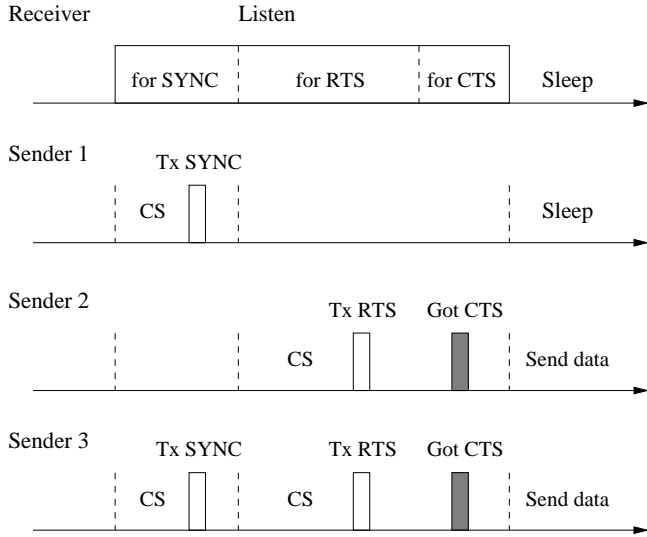 Receiver Listen
for SYNC for RTS for CTS Sleep
Sender 1
Tx SYNC
CS Sleep
Sender 2
Tx RTS Got CTS
CS Send data
Sender 3
Tx SYNC Tx RTS Got CTS
CS CS Send data